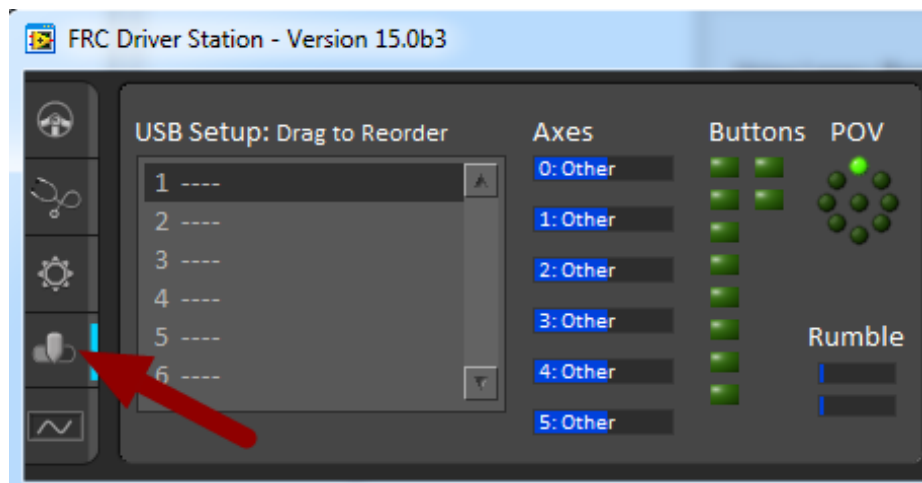 FRC Driver Station - Version 15.0b3
USB Setup: Drag to Reorder
1 ----
2 ----
3 ----
4 ----
5 ----
6 ----
Axes
0: Other
1: Other
2: Other
3: Other
4: Other
5: Other
Buttons
POV
Rumble